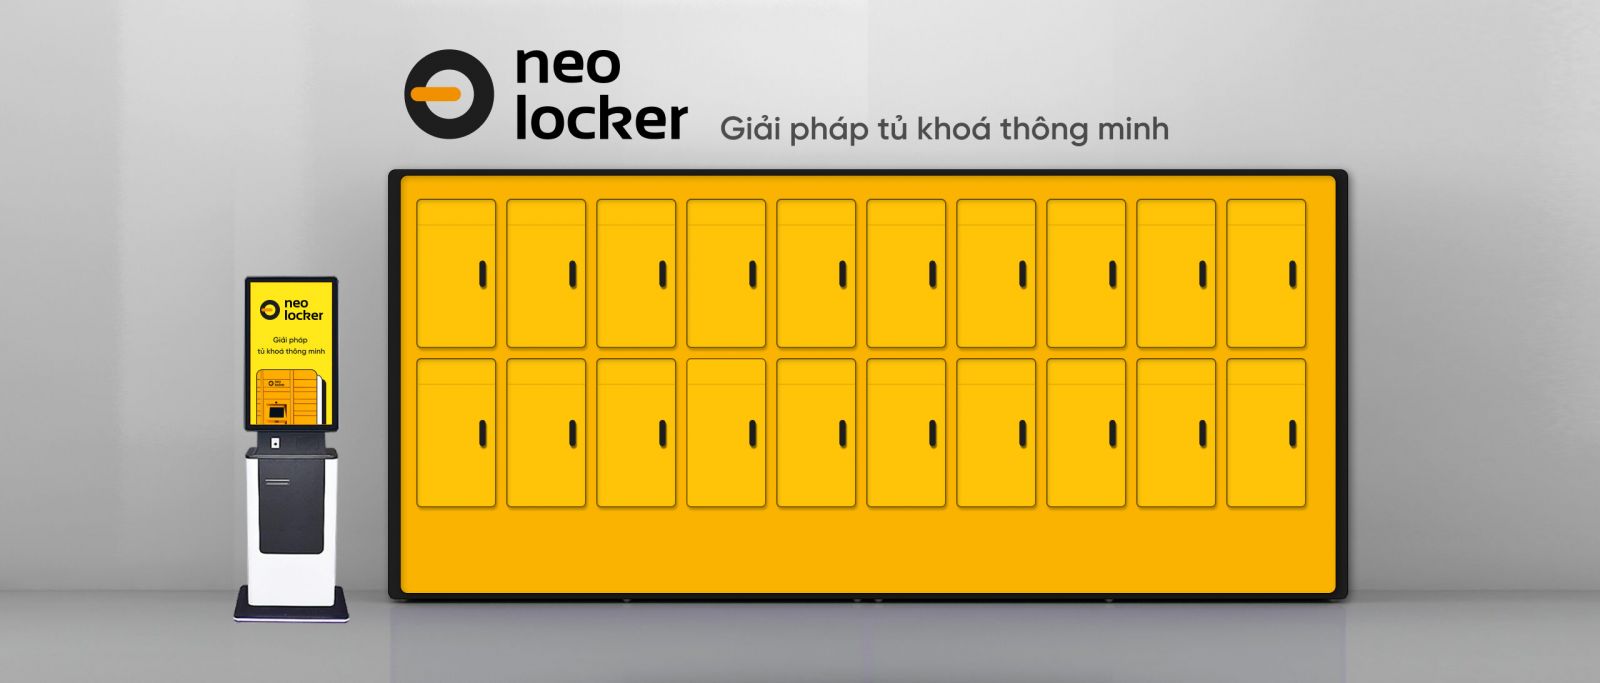 neo
locker
Giải pháp tủ khoá thông minh
neo
locker
Giải pháp
tủ khoá thông minh